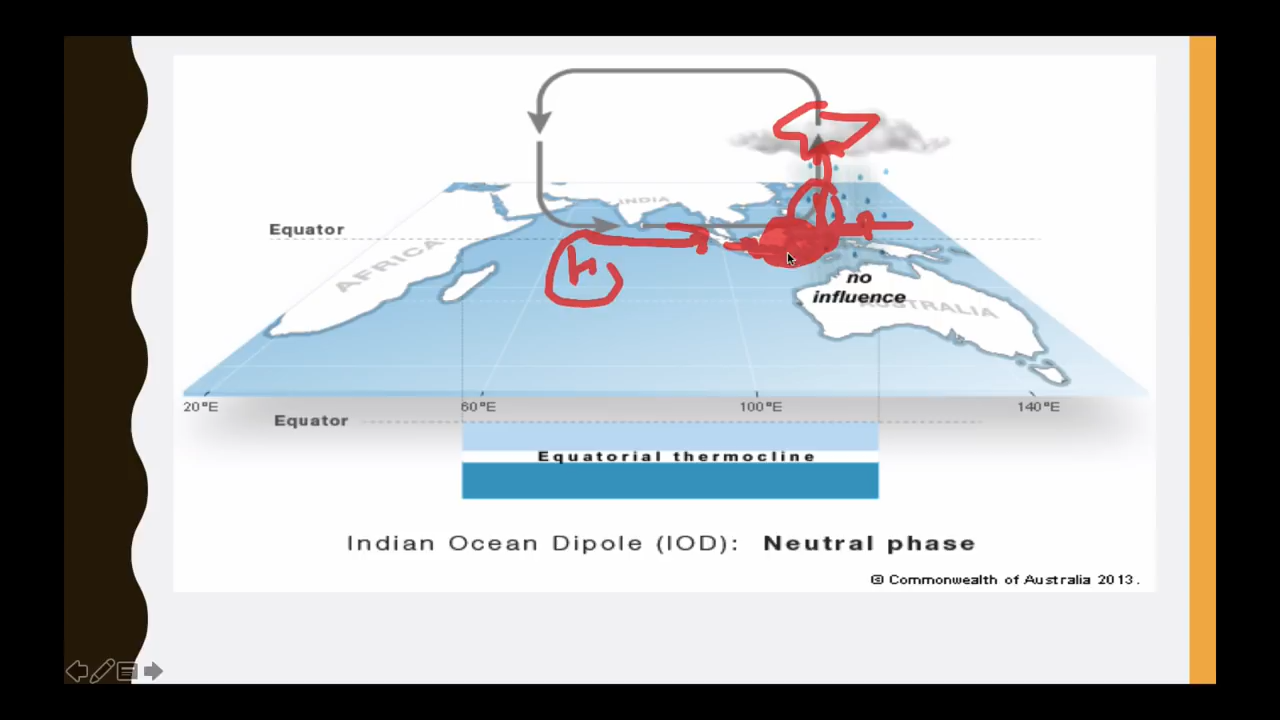 INDIA
Equator
AFRICA
no
influence
AUSTRALIA
20°E 60°E 100°E 140°E
Equator
Equatorial thermocline
Indian Ocean Dipole (IOD): Neutral phase
© Commonwealth of Australia 2013.